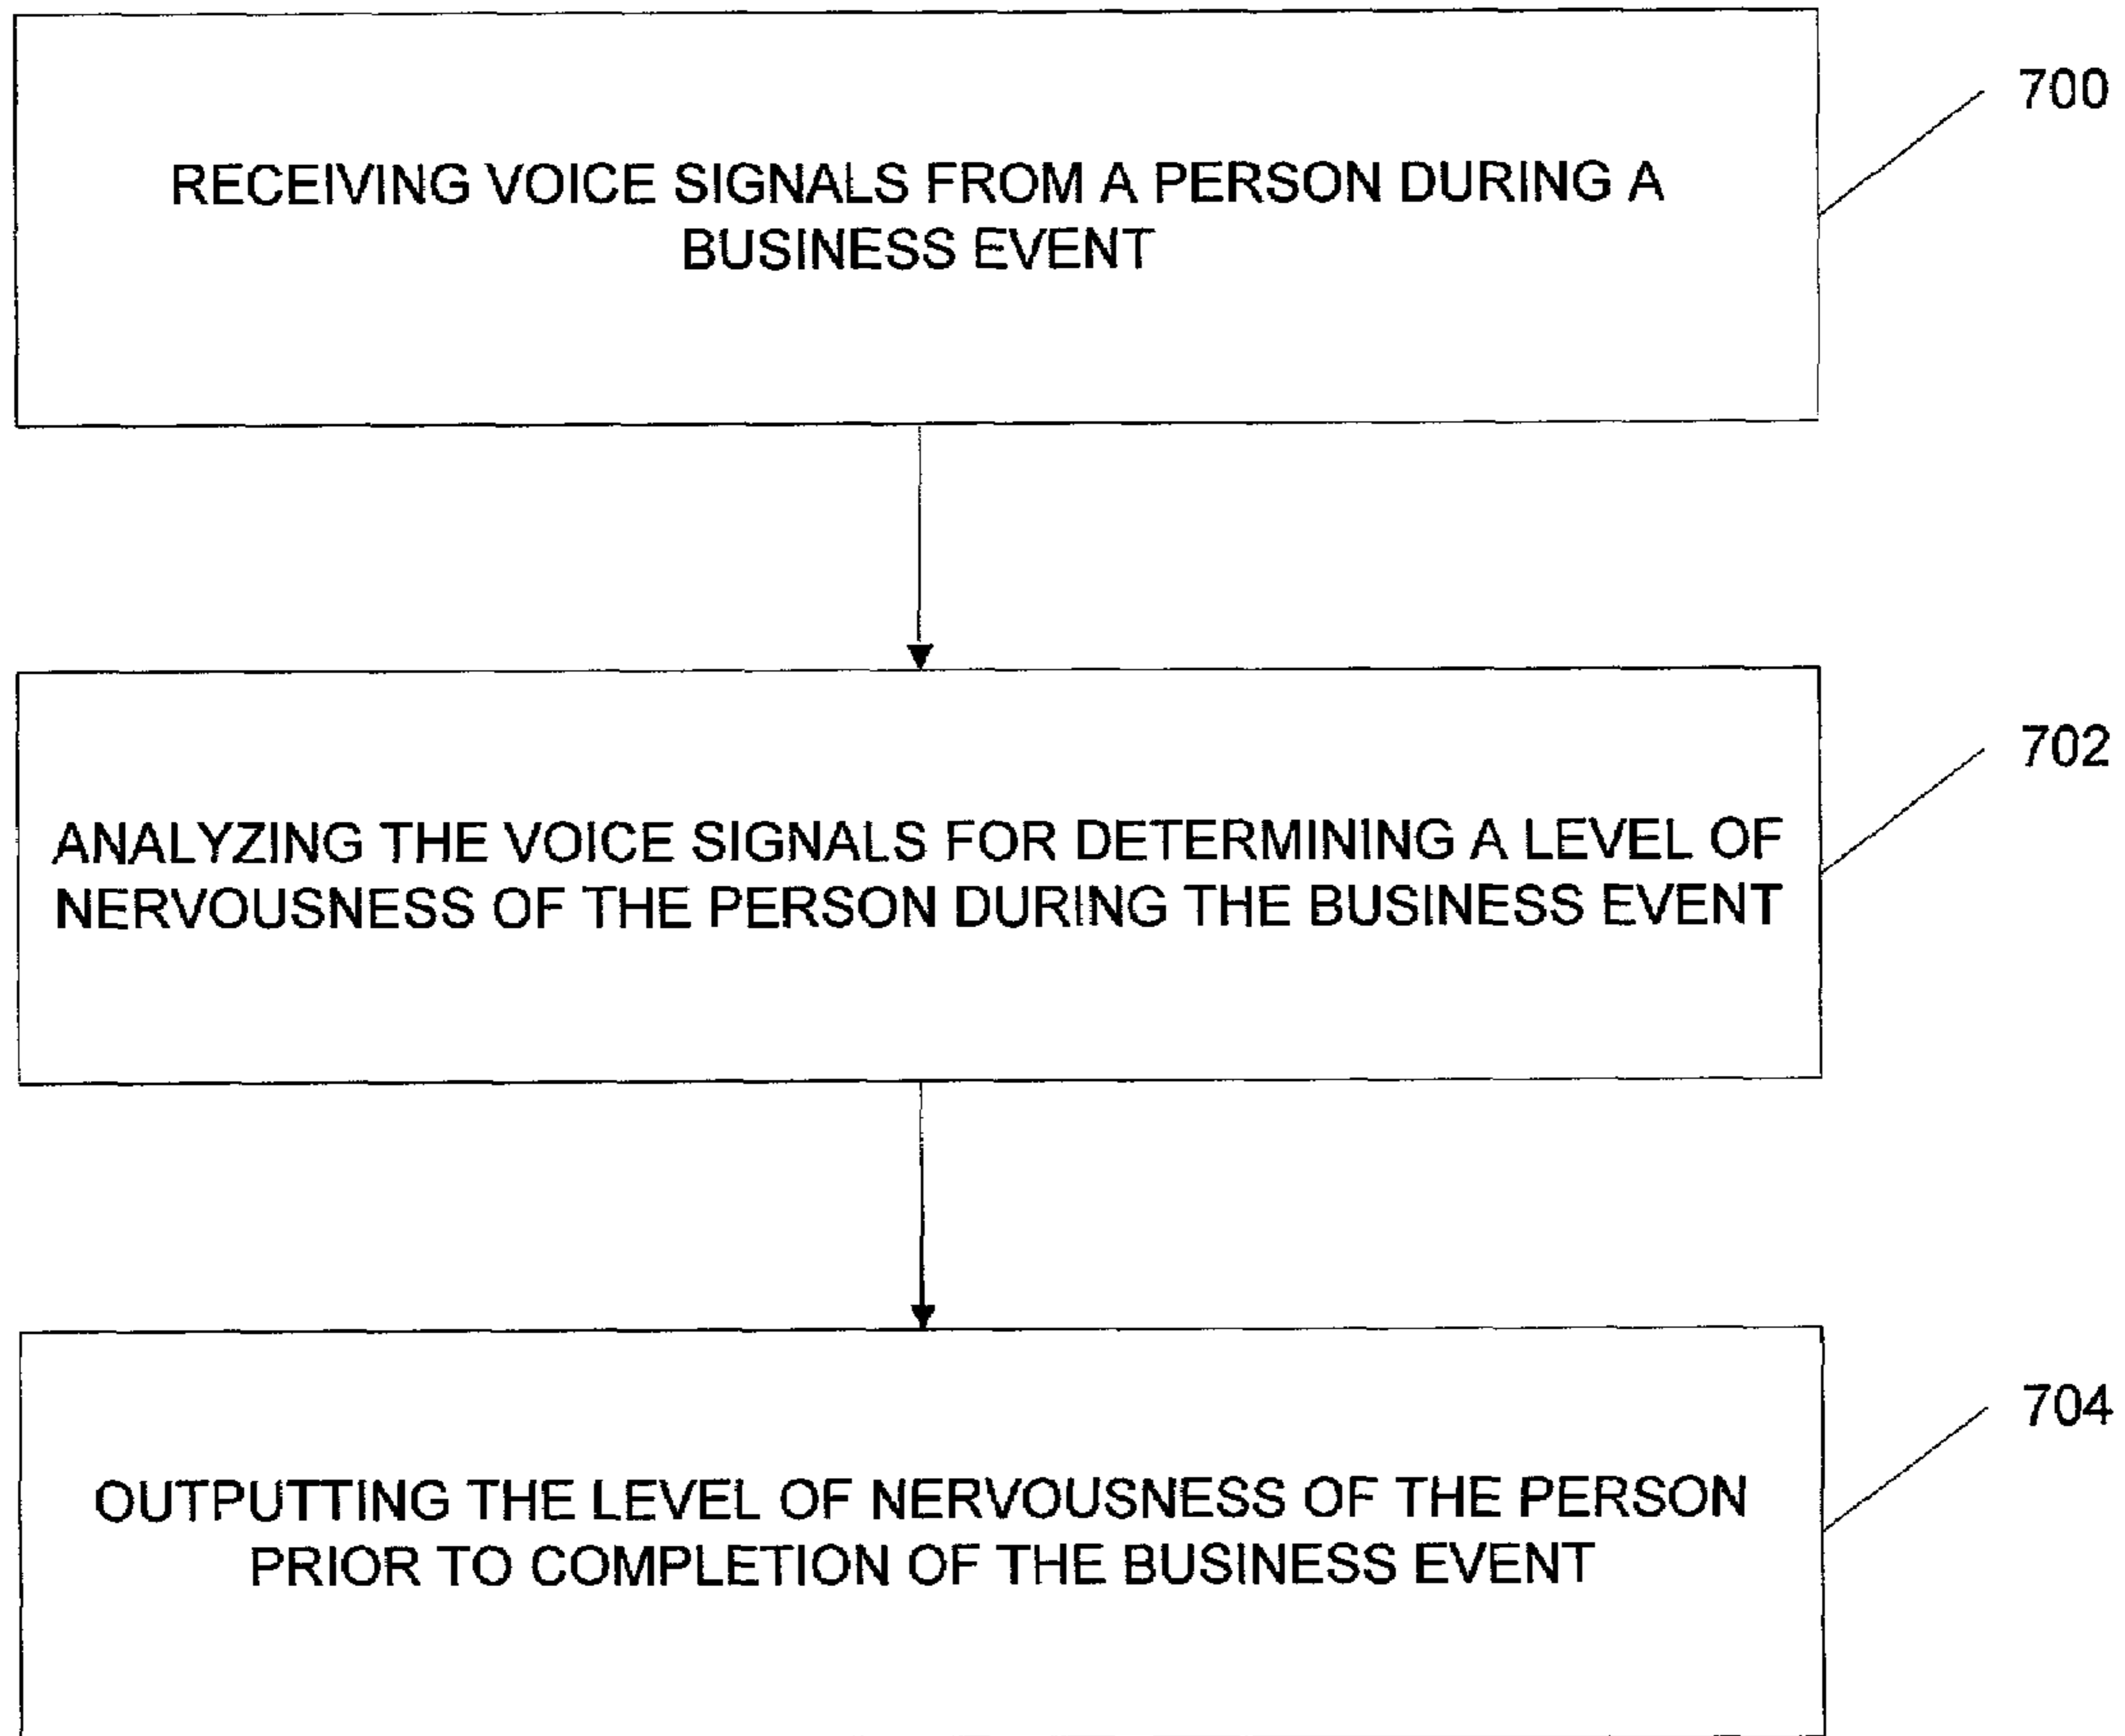 700
RECEIVING VOICE SIGNALS FROM A PERSON DURING A
BUSINESS EVENT
702
ANALYZING THE VOICE SIGNALS FOR DETERMINING A LEVEL OF
NERVOUSNESS OF THE PERSON DURING THE BUSINESS EVENT
704
OUTPUTTING THE LEVEL OF NERVOUSNESS OF THE PERSON
PRIOR TO COMPLETION OF THE BUSINESS EVENT